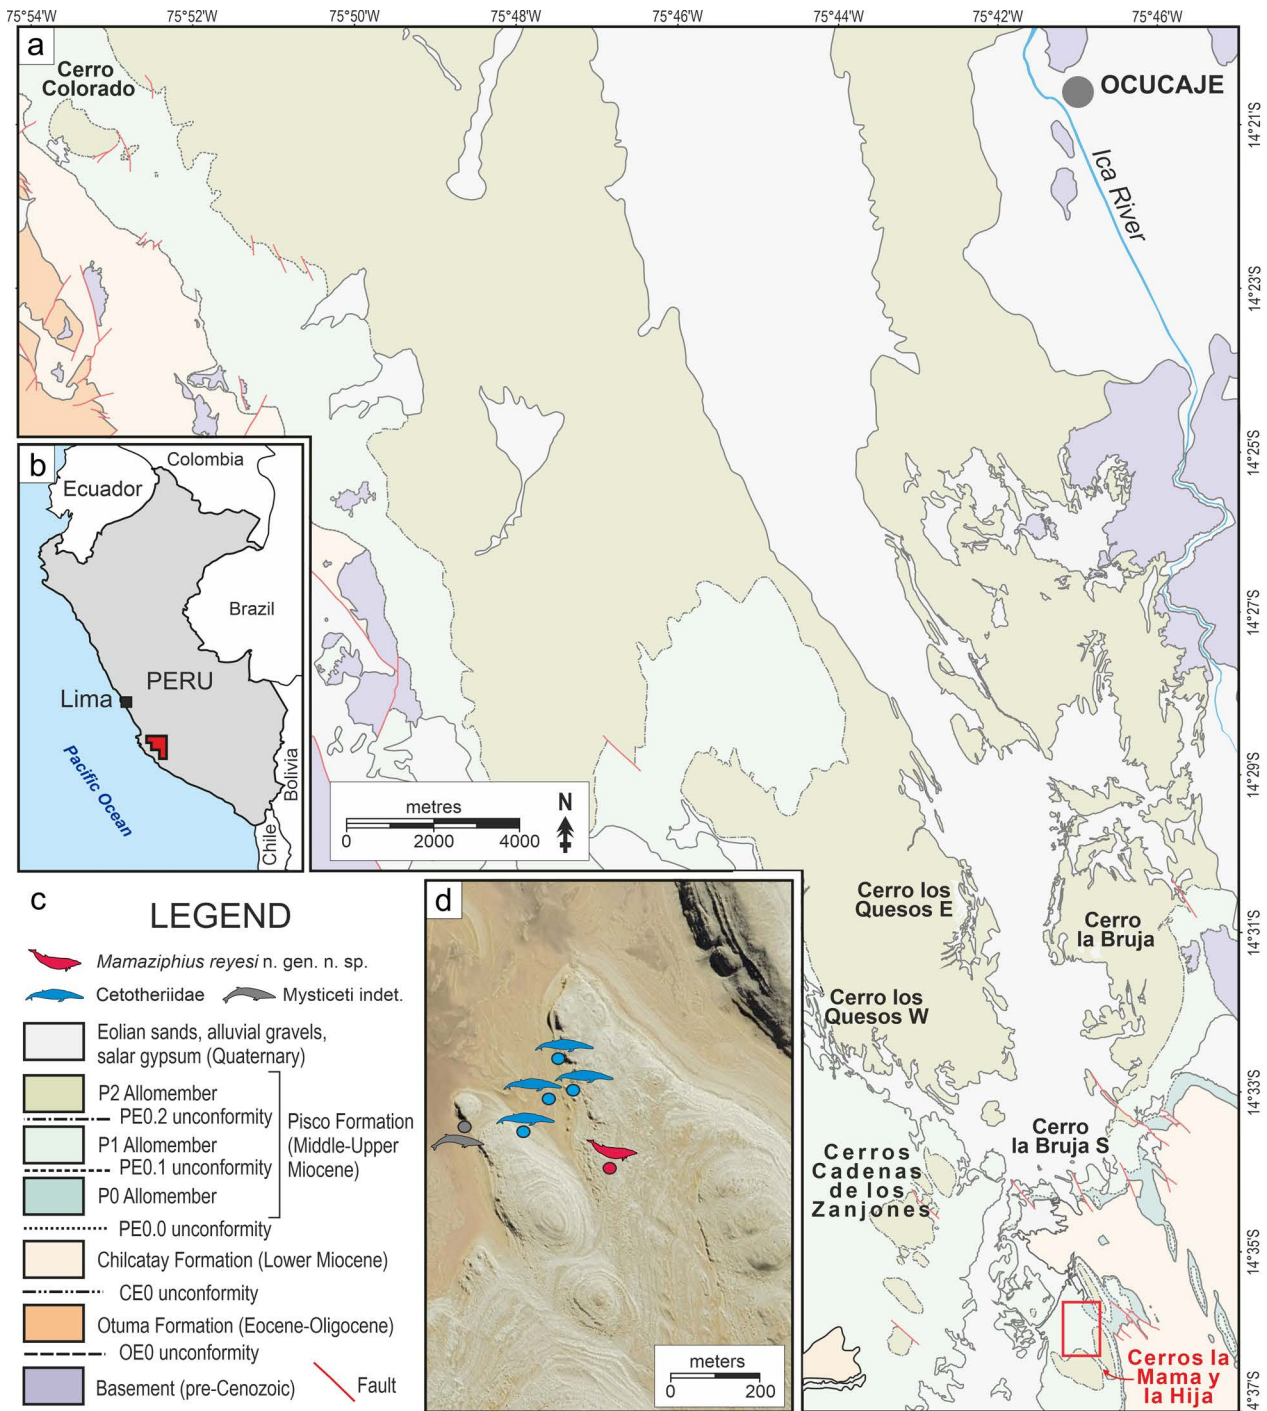 75°54'W 75°52'W 75°50'W 75°48'W 75°46'W 75°44'W 75°42'W 75°46'W
a
Cerro
Colorado
OCUCAJE
Ica River
14°21'S
14°23'S
14°25'S
14°27'S
14°29'S
14°31'S
14°33'S
14°35'S
4°37'S
b
Colombia
Ecuador
Brazil
PERU
Lima
Pacific Ocean
Bolivia
Chile
metres
0 2000 4000
N
Cerro los
Quesos E
Cerro
la Bruja
Cerro los
Quesos W
Cerro
la Bruja S
Cerros
Cadenas
de los
Zanjones
Cerros la
Mama y
la Hija
c
LEGEND
Mamaziphius reyesi n. gen. n. sp.
Cetotheriidae
Mysticeti indet.
Eolian sands, alluvial gravels,
salar gypsum (Quaternary)
P2 Allomember
PE0.2 unconformity
P1 Allomember
PE0.1 unconformity
P0 Allomember
Pisco Formation
(Middle-Upper
Miocene)
PE0.0 unconformity
Chilcatay Formation (Lower Miocene)
CE0 unconformity
Otuma Formation (Eocene-Oligocene)
OE0 unconformity
Basement (pre-Cenozoic)
Fault
d
meters
0 200